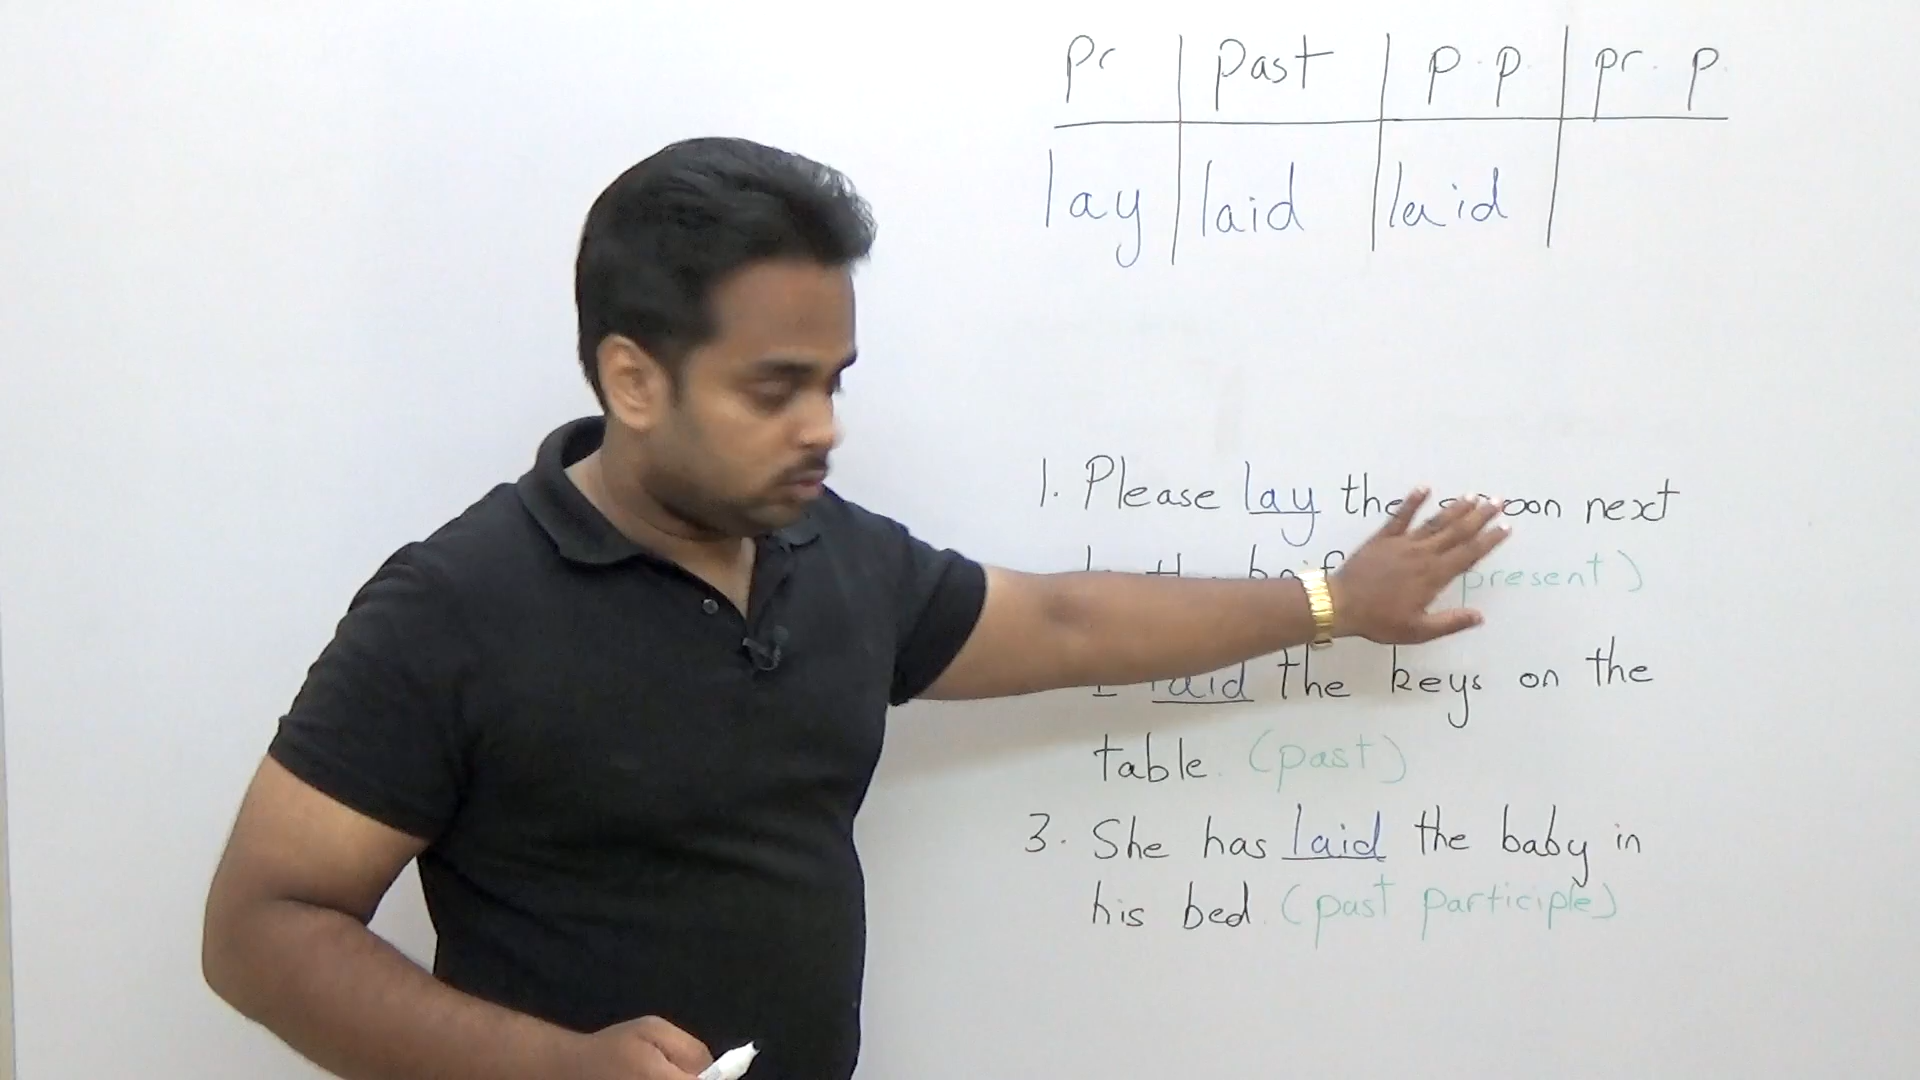 pr past p.p. pr.p.
lay laid laid
1. Please lay the spoon next
present)
I laid the keys on the
table. (past)
3. She has laid the baby in
his bed. (past participle)